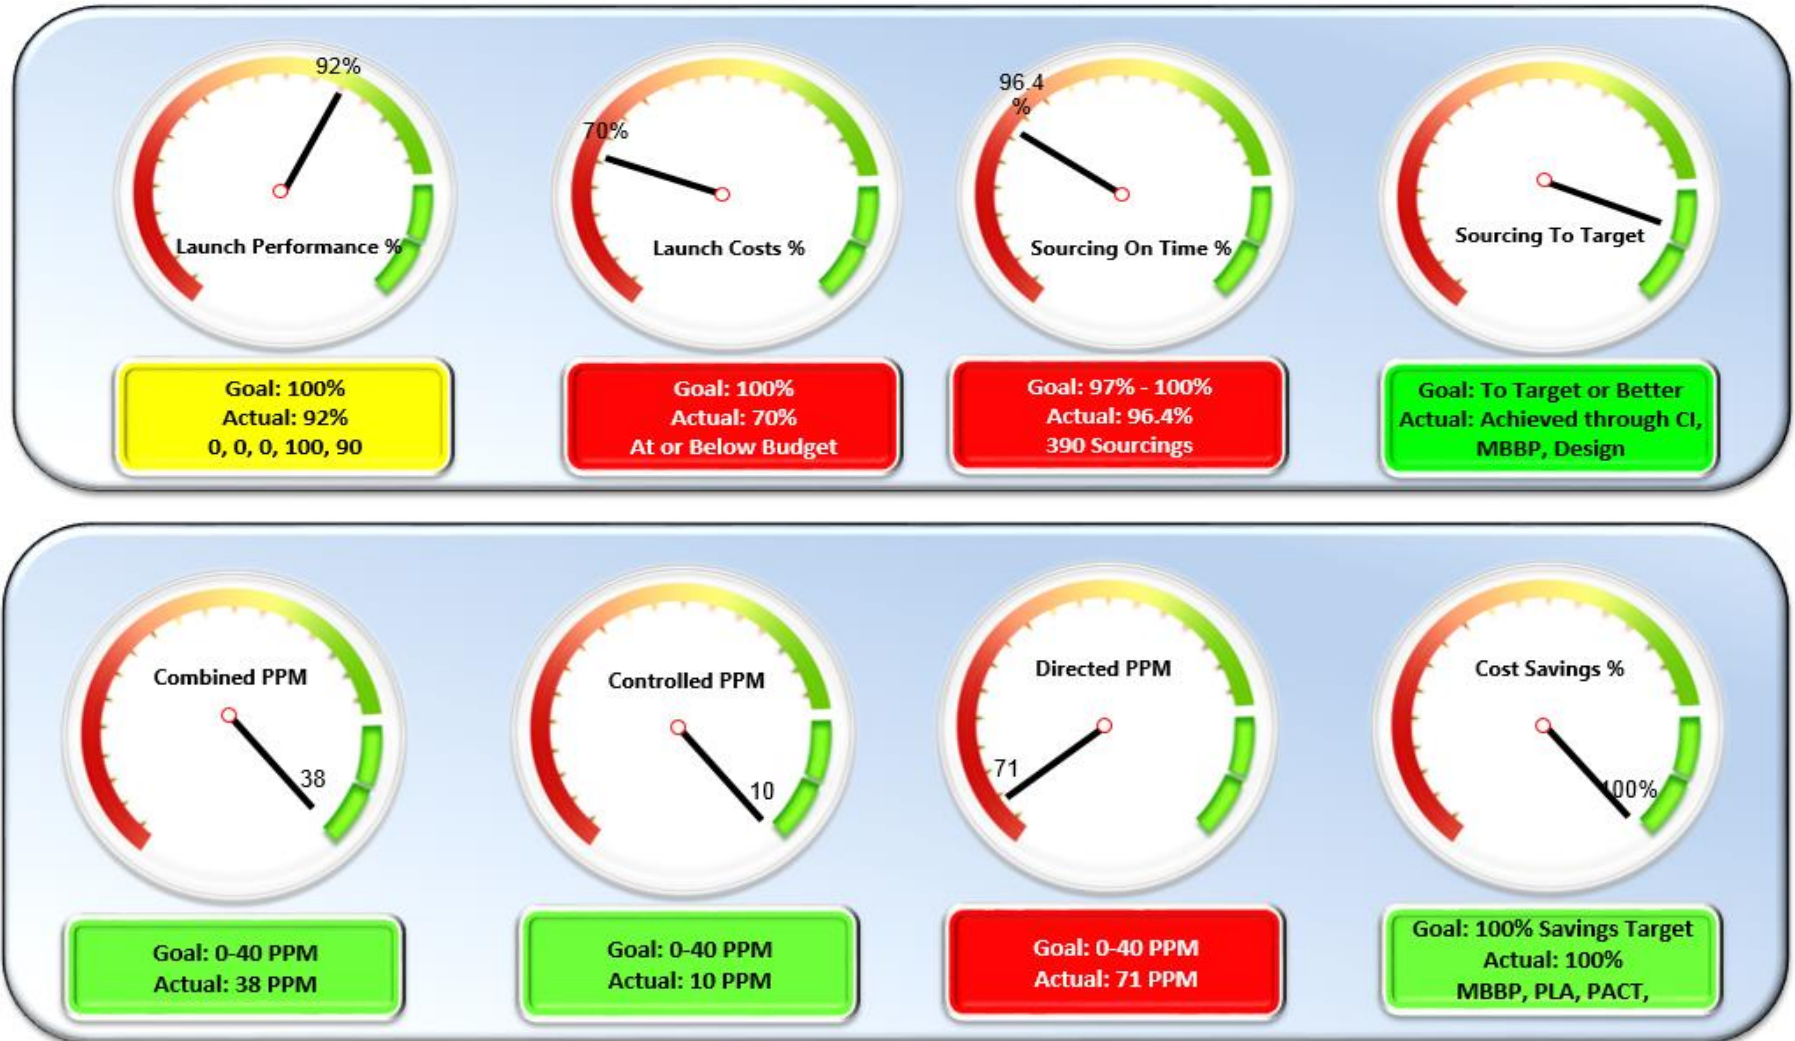 92%
Launch Performance %
Goal: 100%
Actual: 92%
0, 0, 0, 100, 90
70%
Launch Costs %
Goal: 100%
Actual: 70%
At or Below Budget
96.4
%
Sourcing On Time %
Goal: 97% - 100%
Actual: 96.4%
390 Sourcings
Sourcing To Target
Goal: To Target or Better
Actual: Achieved through CI,
MBBP, Design
Combined PPM
38
Goal: 0-40 PPM
Actual: 38 PPM
Controlled PPM
10
Goal: 0-40 PPM
Actual: 10 PPM
Directed PPM
71
Goal: 0-40 PPM
Actual: 71 PPM
Cost Savings %
100%
Goal: 100% Savings Target
Actual: 100%
MBBP, PLA, PACT,